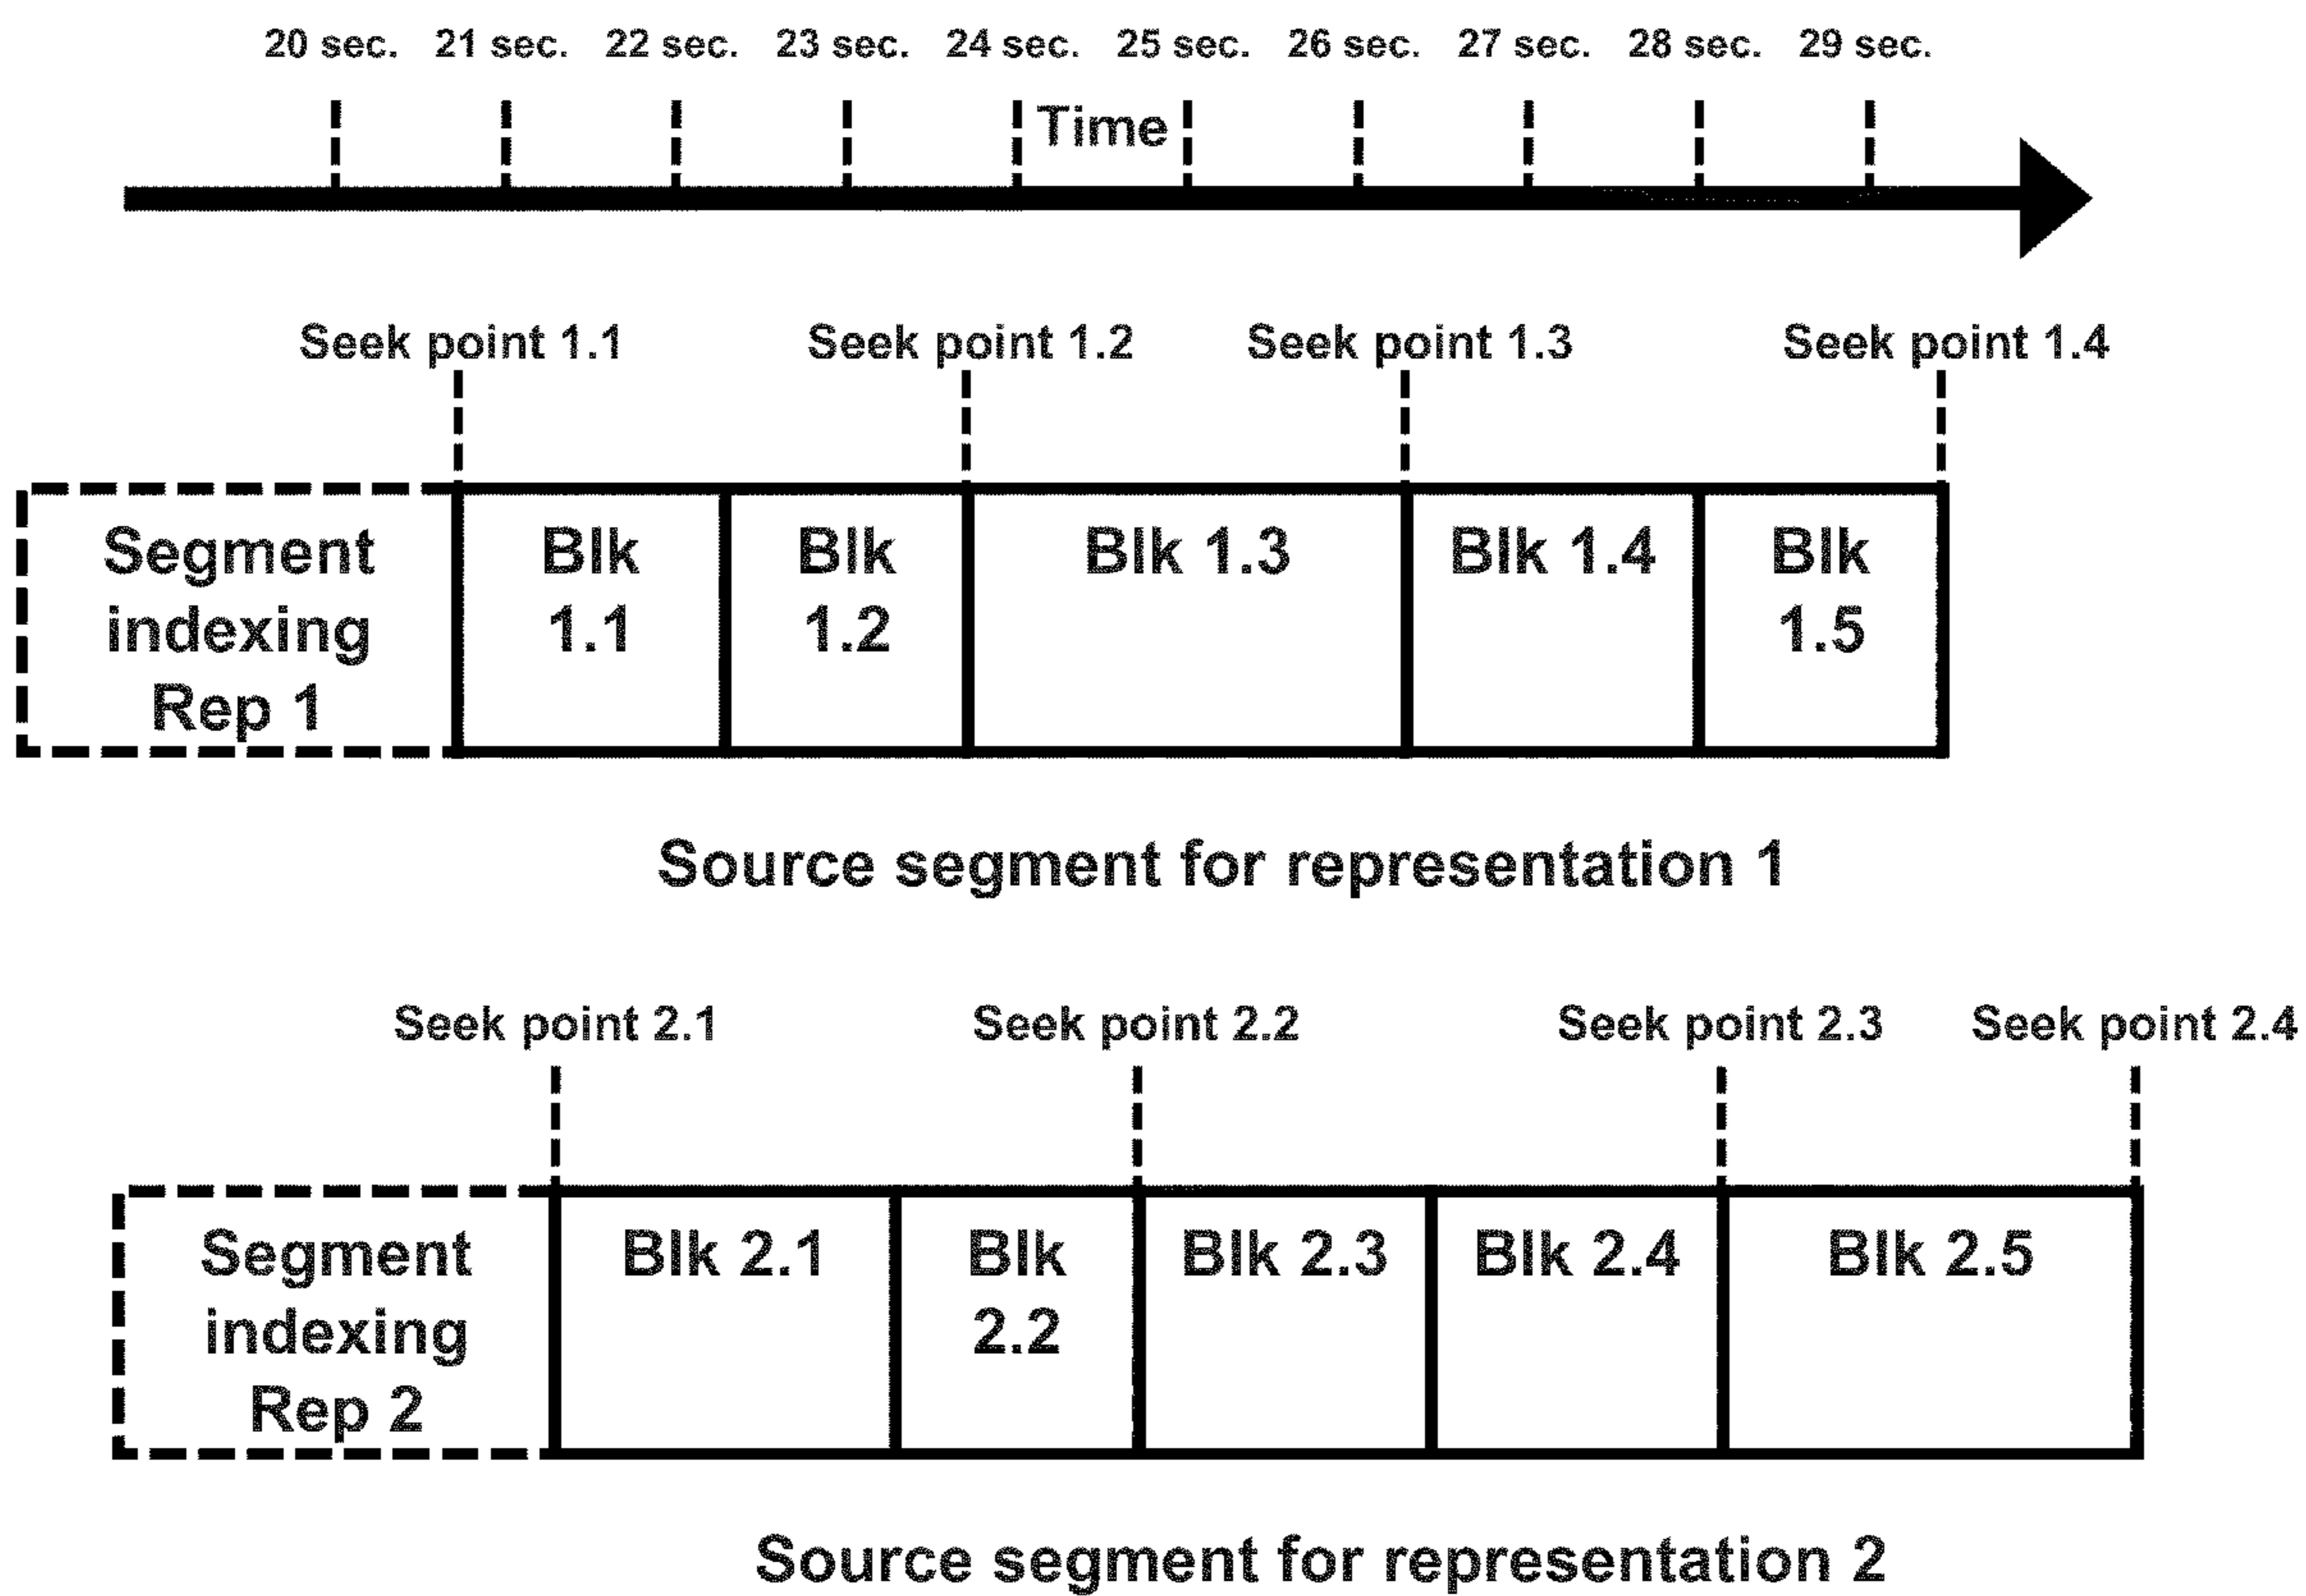 20 sec. 21 sec. 22 sec. 23 sec. 24 sec. 25 sec. 26 sec. 27 sec. 28 sec. 29 sec.
Time
Seek point 1.1 Seek point 1.2 Seek point 1.3 Seek point 1.4
Segment
indexing
Rep 1
Blk
1.1
Blk
1.2
Blk 1.3
Blk 1.4
Blk
1.5
Source segment for representation 1
Seek point 2.1 Seek point 2.2 Seek point 2.3 Seek point 2.4
Segment
indexing
Rep 2
Blk 2.1
Blk
2.2
Blk 2.3
Blk 2.4
Blk 2.5
Source segment for representation 2